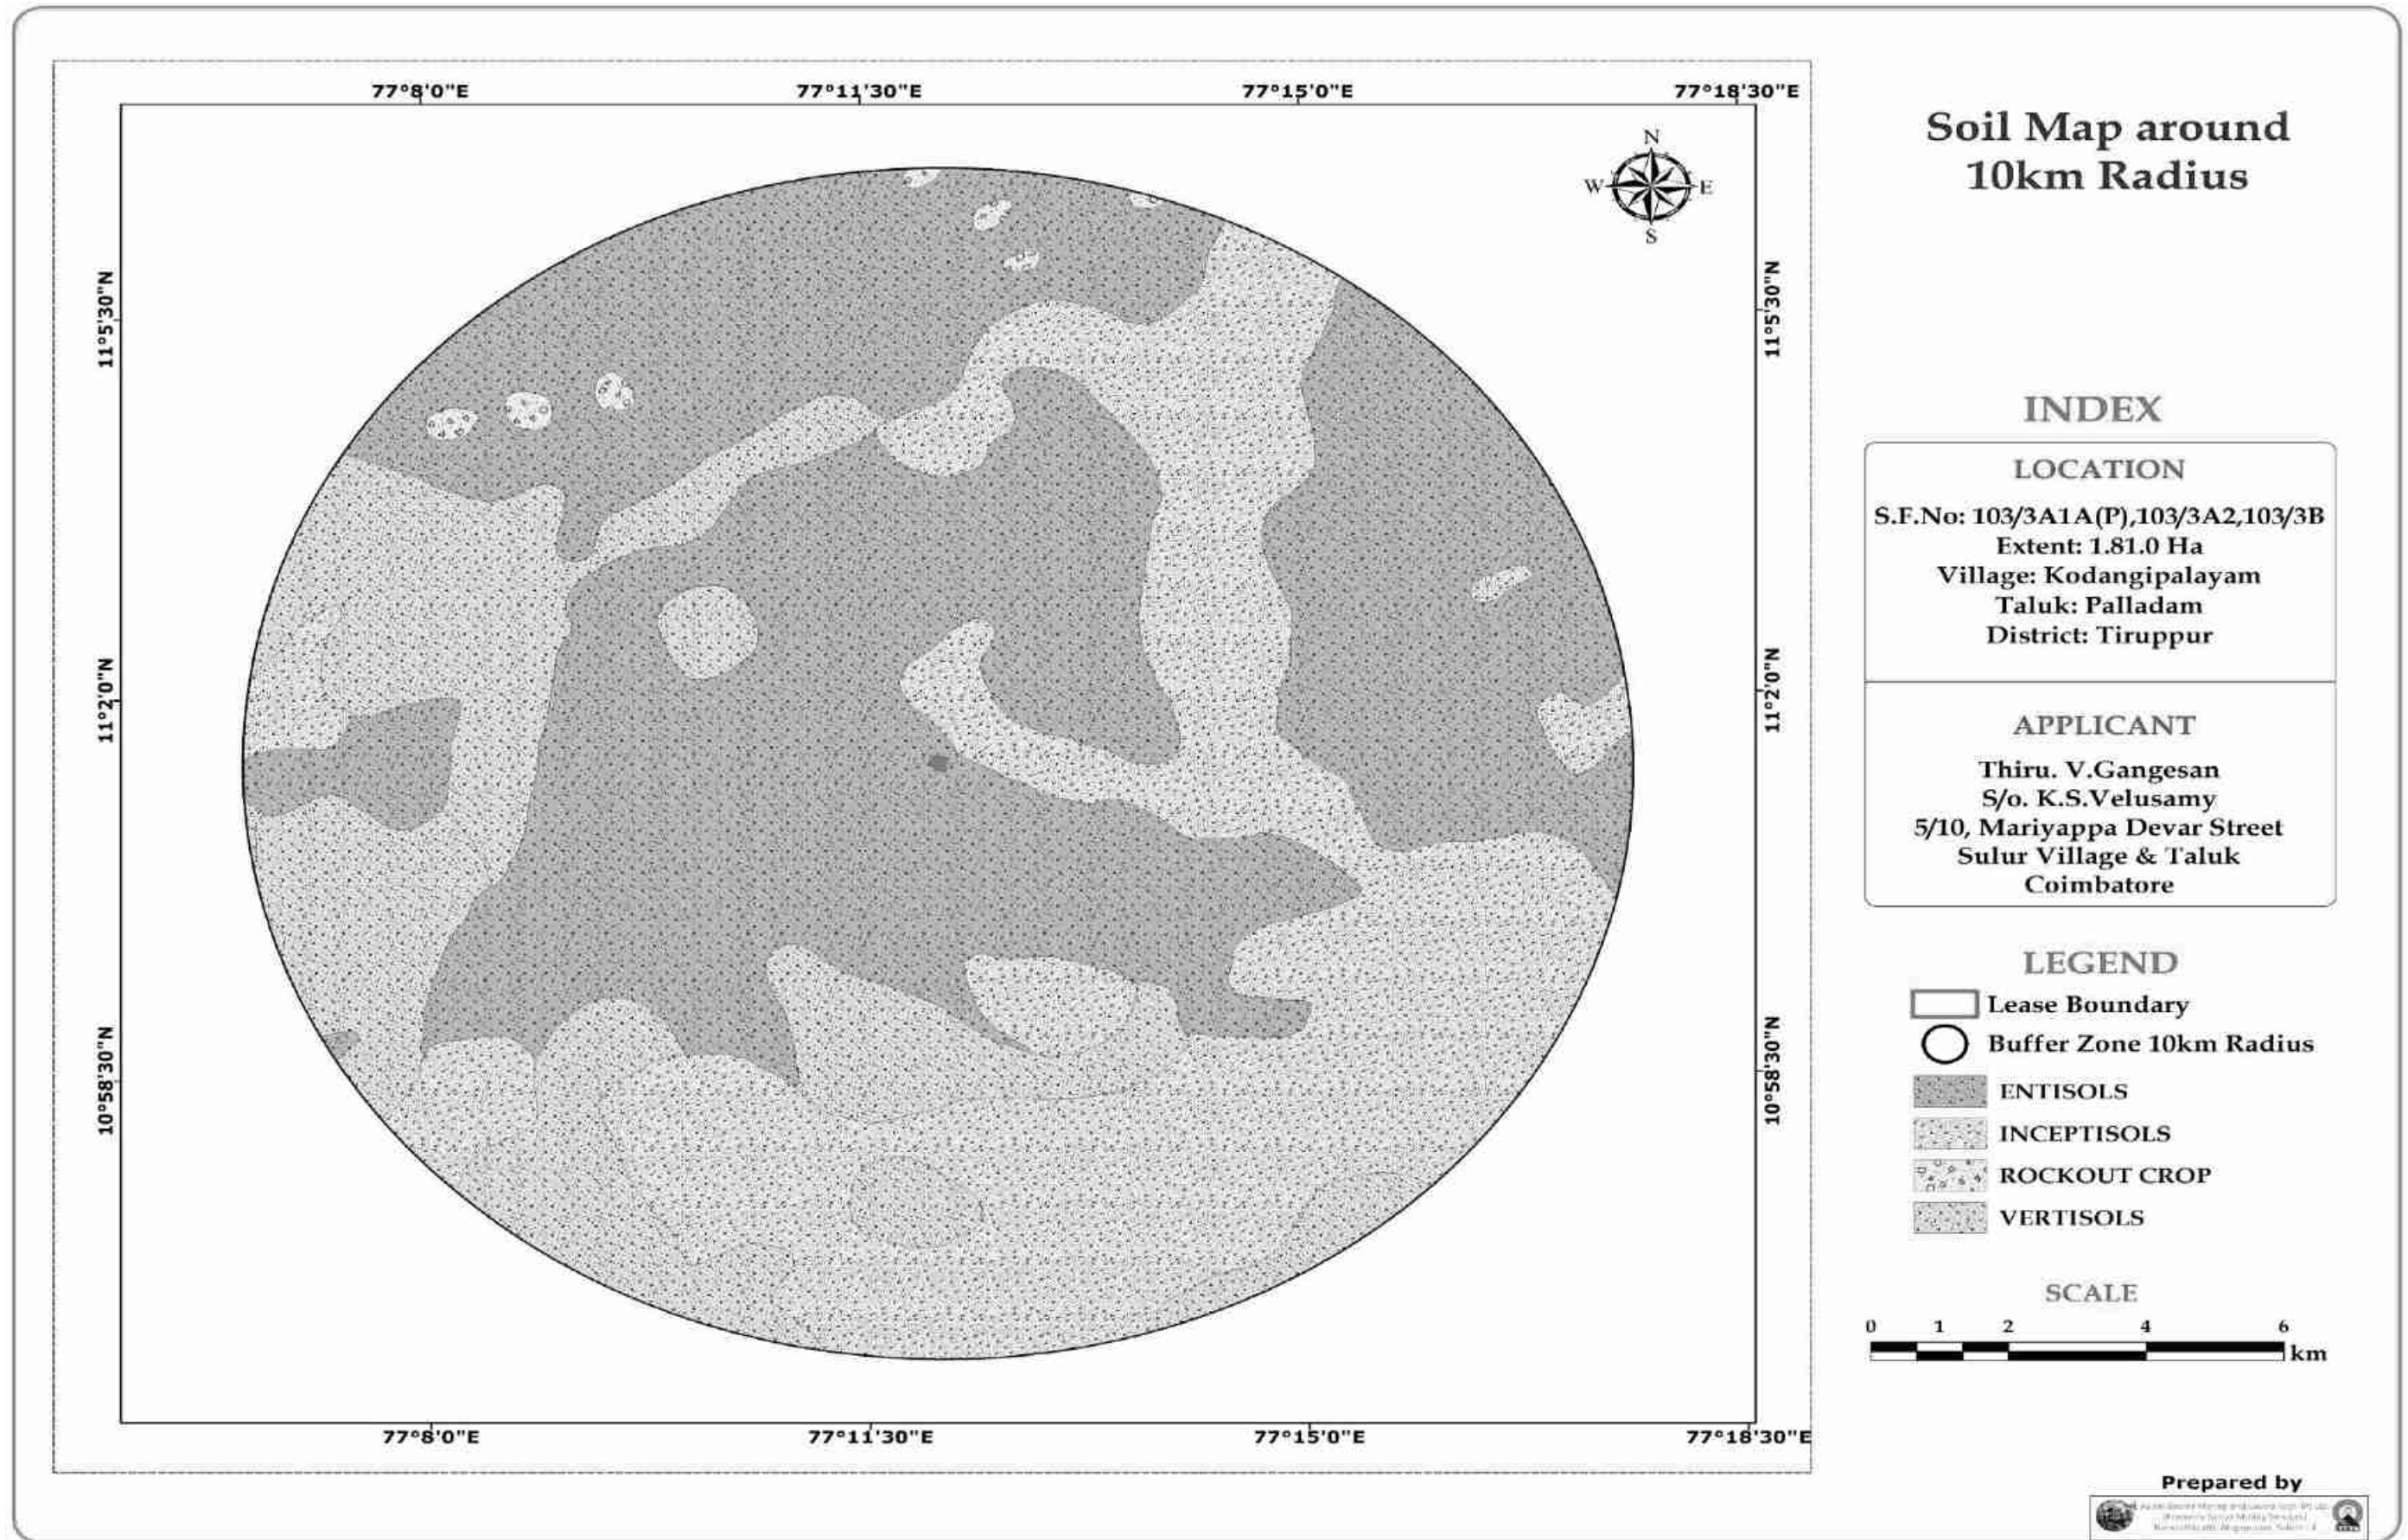 77°8'0"E
77°11'30"E
77°15'0"E
77°18'30"E
N
W
E
S
11°5'30"N
11°5'30"N
11°2'0"N
11°2'0"N
10°58'30"N
10°58'30"N
77°8'0"E
77°11'30"E
77°15'0"E
77°18'30"E
Soil Map around
10km Radius
INDEX
LOCATION
S.F.No: 103/3A1A(P),103/3A2,103/3B
Extent: 1.81.0 Ha
Village: Kodangipalayam
Taluk: Palladam
District: Tiruppur
APPLICANT
Thiru. V.Gangesan
S/o. K.S.Velusamy
5/10, Mariyappa Devar Street
Sulur Village & Taluk
Coimbatore
LEGEND
Lease Boundary
Buffer Zone 10km Radius
ENTISOLS
INCEPTISOLS
ROCKOUT CROP
VERTISOLS
SCALE
0 1 2 4 6
km
Prepared by